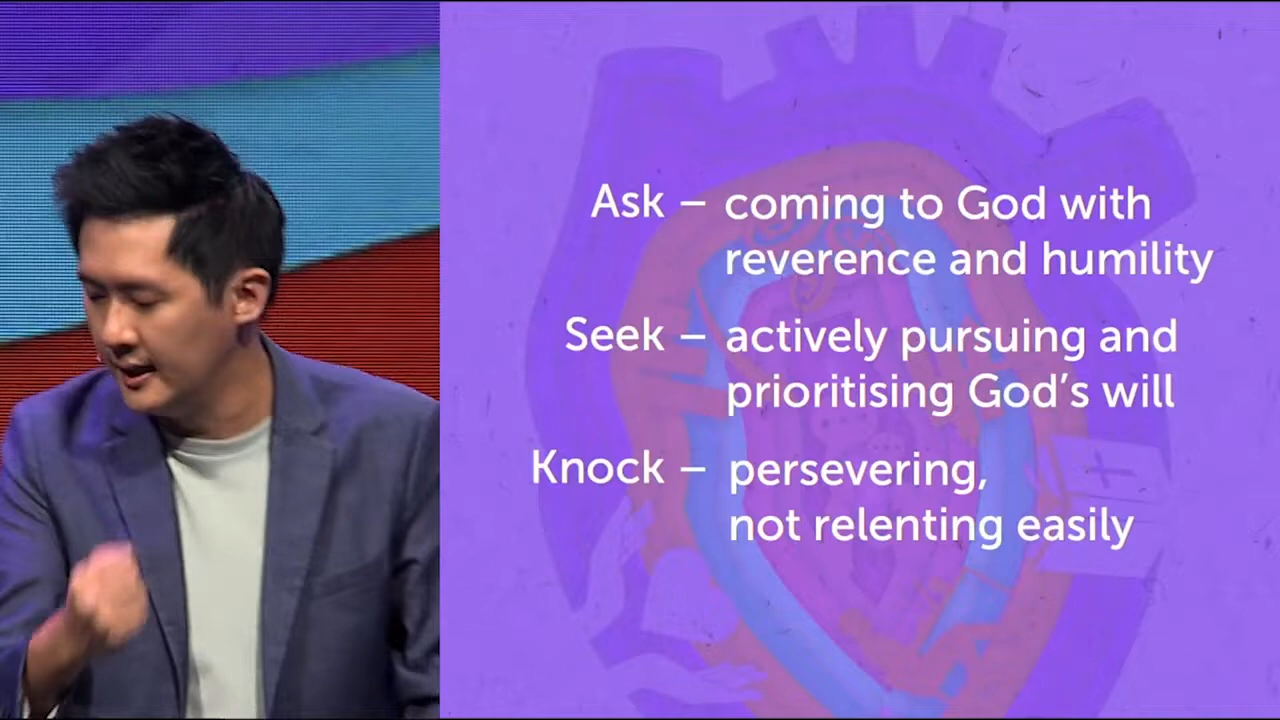 Ask – coming to God with
reverence and humility
Seek – actively pursuing and
prioritising God's will
Knock – persevering,
not relenting easily